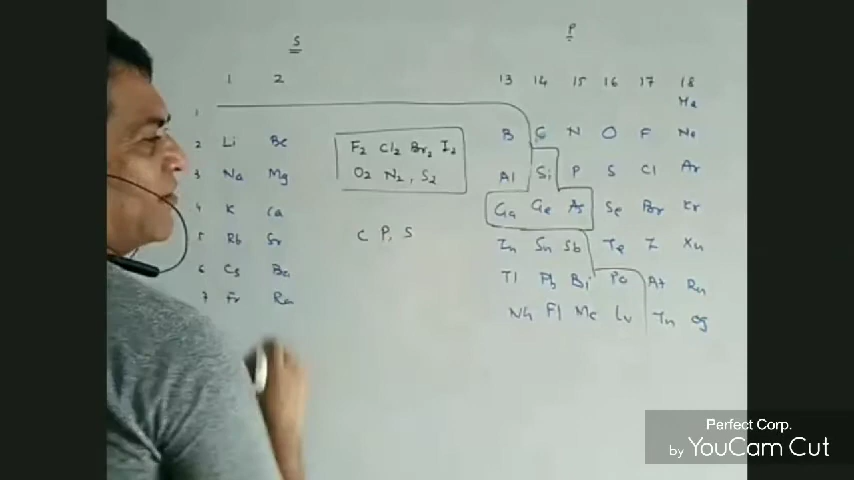 S P
1 2 13 14 15 16 17 18
1 He
2 Li Be B C N O F Ne
3 Na Mg Al Si P S Cl Ar
4 K Ca Ga Ge As Se Br Kr
5 Rb Sr In Sn Sb Te I Xn
6 Cs Ba Tl Pb Bi Po At Rn
7 Fr Ra Nh Fl Mc Lv Tn Og
F2 Cl2 Br2 I2
O2 N2, S2
C P, S
Perfect Corp.
by YouCam Cut